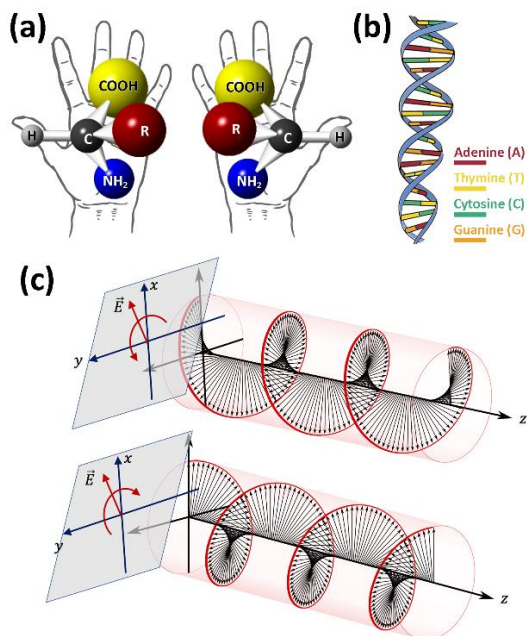 (a)
COOH
H
C
R
NH₂
COOH
R
C
H
NH₂
(b)
Adenine (A)
Thymine (T)
Cytosine (C)
Guanine (G)
(c)
x
E⃗
y
z
x
E⃗
y
z